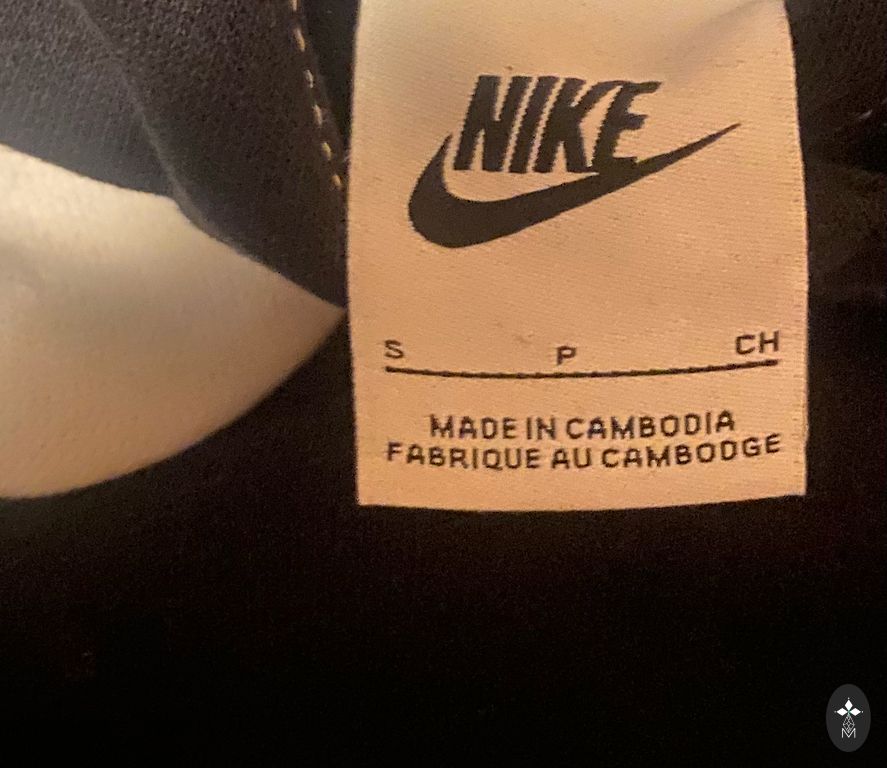 NIKE
S P CH
MADE IN CAMBODIA
FABRIQUE AU CAMBODGE
M